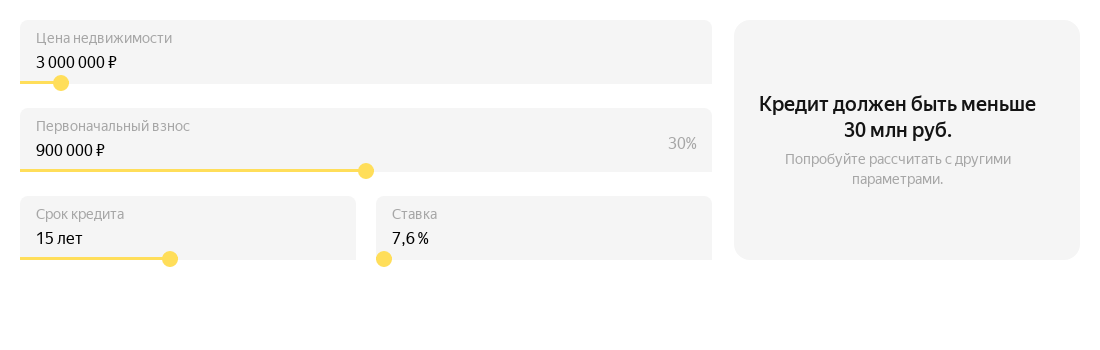 Цена недвижимости
3 000 000 ₽
Первоначальный взнос
900 000 ₽
30%
Срок кредита
15 лет
Ставка
7,6 %
Кредит должен быть меньше
30 млн руб.
Попробуйте рассчитать с другими
параметрами.